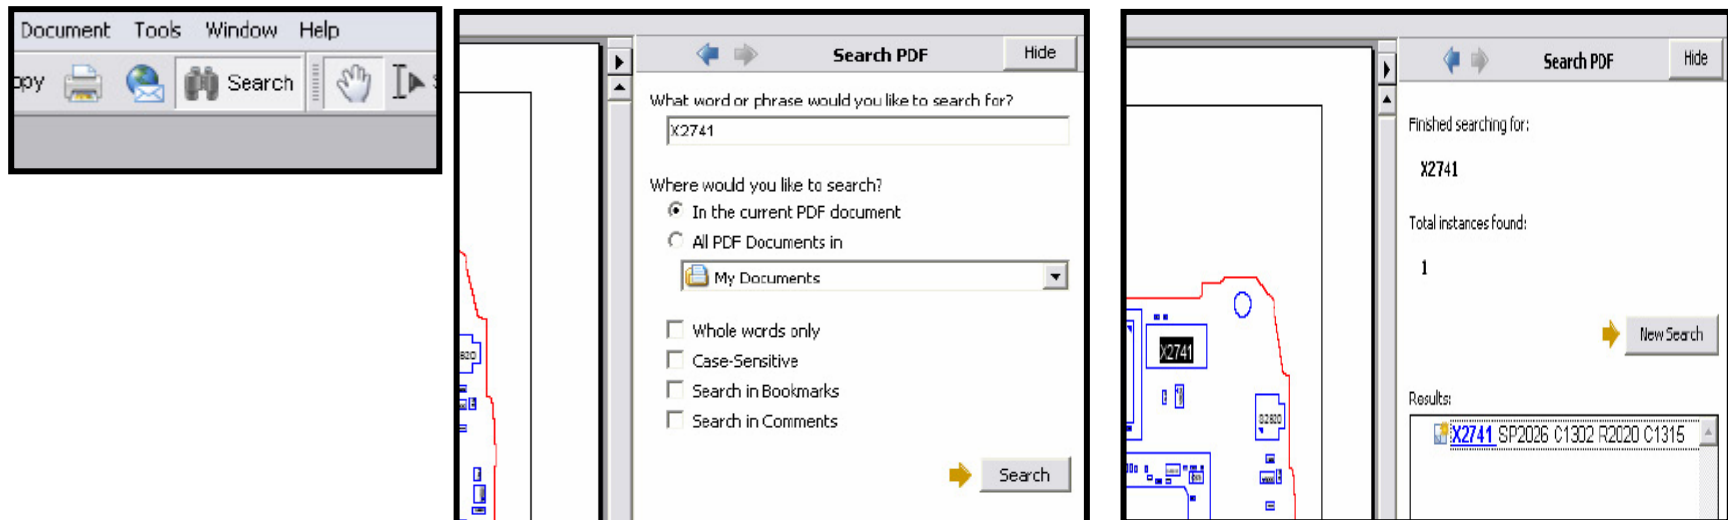 Document Tools Window Help
opy Search
Search PDF Hide
What word or phrase would you like to search for?
X2741
Where would you like to search?
In the current PDF document
All PDF Documents in
My Documents
Whole words only
Case-Sensitive
Search in Bookmarks
Search in Comments
Search
Search PDF Hide
Finished searching for:
X2741
Total instances found:
1
New Search
Results:
X2741 SP2026 C1302 R2020 C1315
X2741